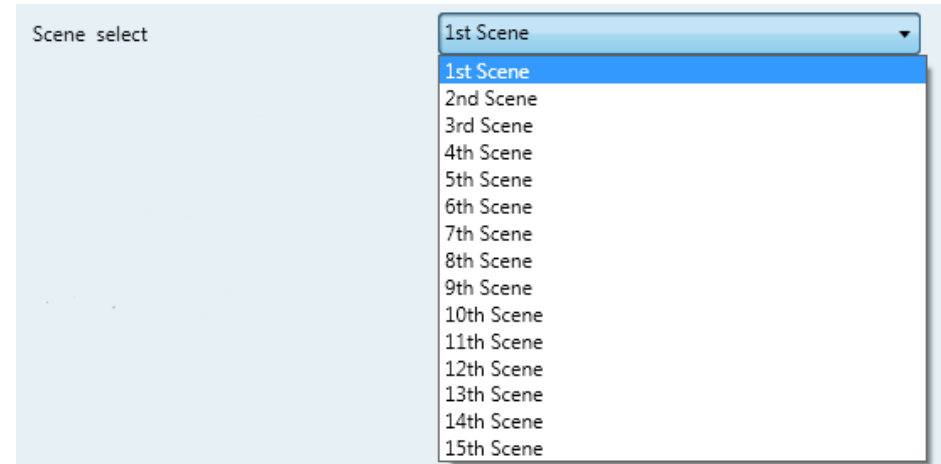 Scene select
1st Scene
1st Scene
2nd Scene
3rd Scene
4th Scene
5th Scene
6th Scene
7th Scene
8th Scene
9th Scene
10th Scene
11th Scene
12th Scene
13th Scene
14th Scene
15th Scene